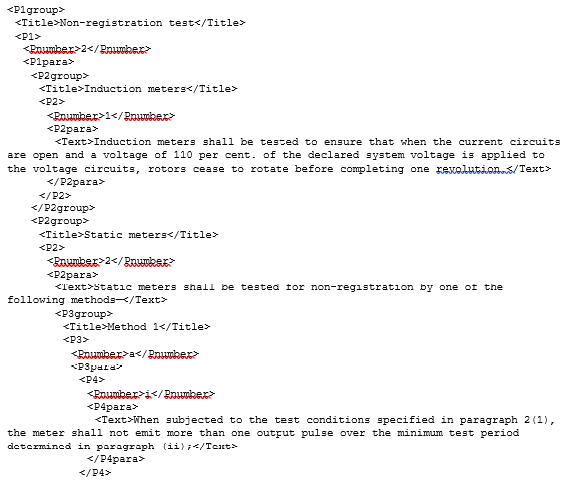 <P1group>
<Title>Non-registration test</Title>
<P1>
<Pnumber>2</Pnumber>
<P1para>
<P2group>
<Title>Induction meters</Title>
<P2>
<Pnumber>1</Pnumber>
<P2para>
<Text>Induction meters shall be tested to ensure that when the current circuits
are open and a voltage of 110 per cent. of the declared system voltage is applied to
the voltage circuits, rotors cease to rotate before completing one revolution.</Text>
</P2para>
</P2>
</P2group>
<P2group>
<Title>Static meters</Title>
<P2>
<Pnumber>2</Pnumber>
<P2para>
<Text>Static meters shall be tested for non-registration by one of the
following methods—</Text>
<P3group>
<Title>Method 1</Title>
<P3>
<Pnumber>a</Pnumber>
<P3para>
<P4>
<Pnumber>i</Pnumber>
<P4para>
<Text>When subjected to the test conditions specified in paragraph 2(1),
the meter shall not emit more than one output pulse over the minimum test period
determined in paragraph (ii);</Text>
</P4para>
</P4>